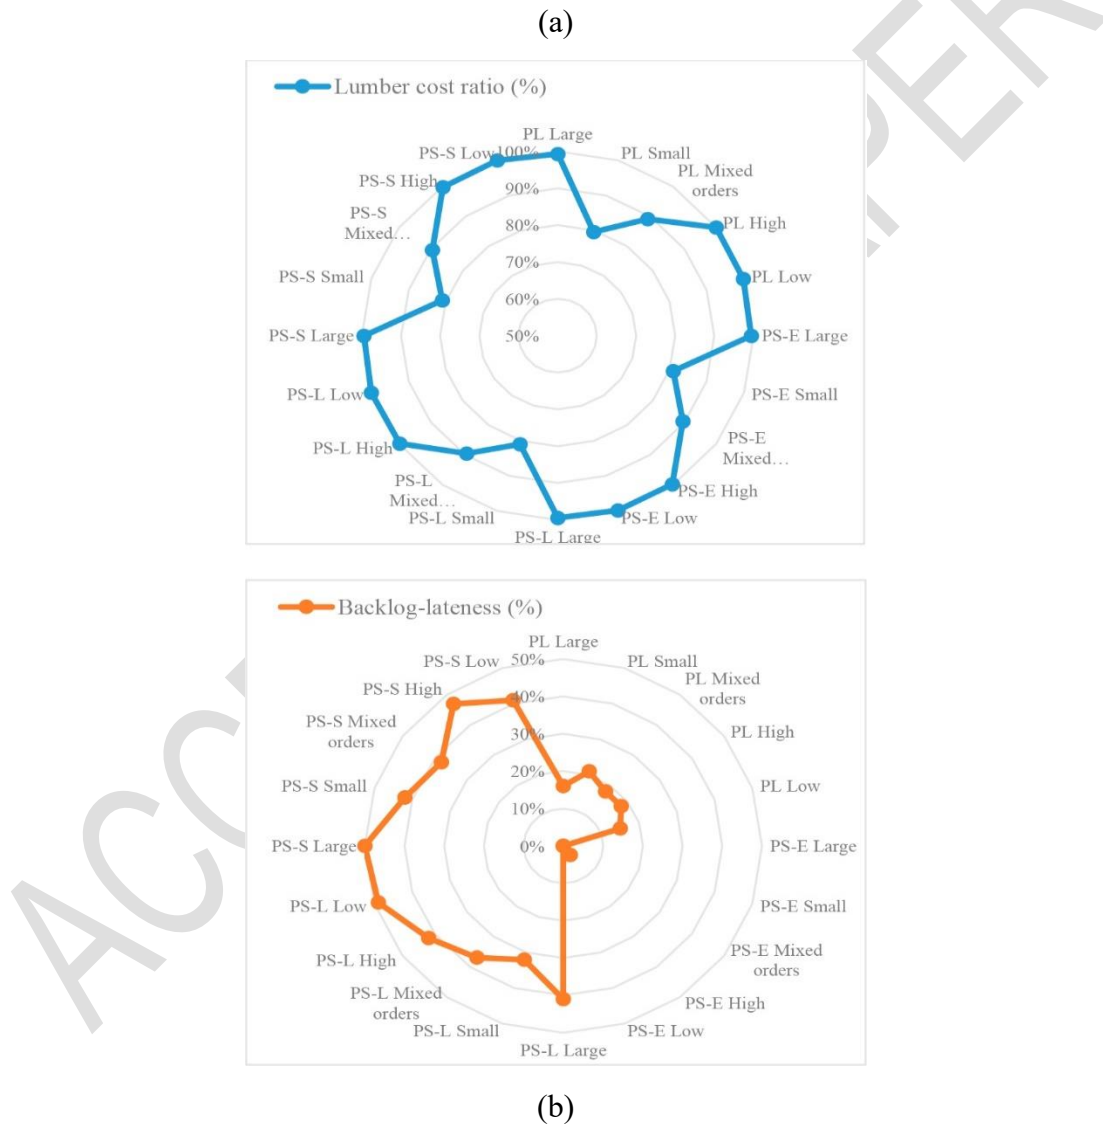 (a)
Lumber cost ratio (%)
PL Large
PS-S Low
100%
PL Small
PS-S High
90%
PL Mixed
orders
PS-S
Mixed…
80%
PL High
PS-S Small
70%
PL Low
60%
PS-S Large
50%
PS-E Large
PS-L Low
PS-E Small
PS-L High
PS-E
Mixed…
PS-L
Mixed…
PS-E High
PS-L Small
PS-E Low
PS-L Large
Backlog-lateness (%)
PL Large
PS-S Low
50%
PL Small
PS-S High
40%
PL Mixed
orders
PS-S Mixed
orders
30%
PL High
PS-S Small
20%
PL Low
10%
PS-S Large
0%
PS-E Large
PS-L Low
PS-E Small
PS-L High
PS-E Mixed
orders
PS-L Mixed
orders
PS-E High
PS-L Small
PS-E Low
PS-L Large
(b)